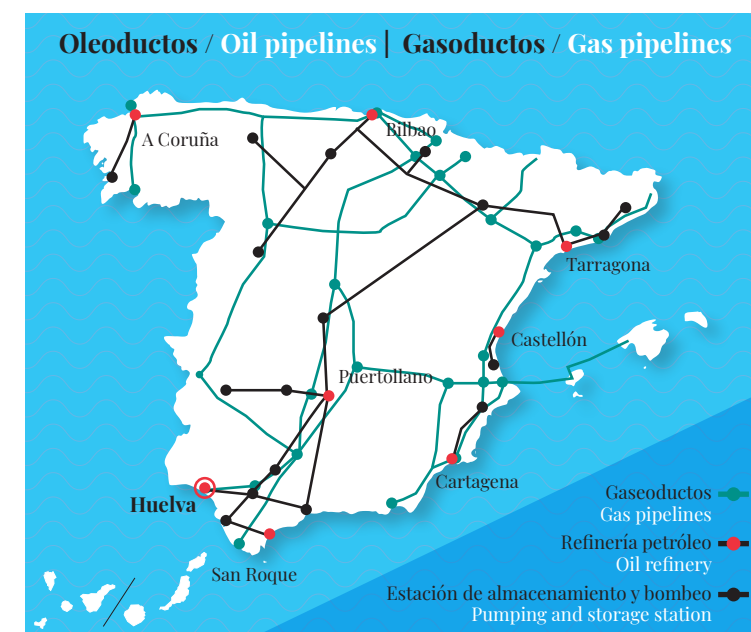 Oleoductos / Oil pipelines | Gasoductos / Gas pipelines
A Coruña
Bilbao
Tarragona
Castellón
Puertollano
Cartagena
Huelva
San Roque
Gaseoductos
Gas pipelines
Refinería petróleo
Oil refinery
Estación de almacenamiento y bombeo
Pumping and storage station